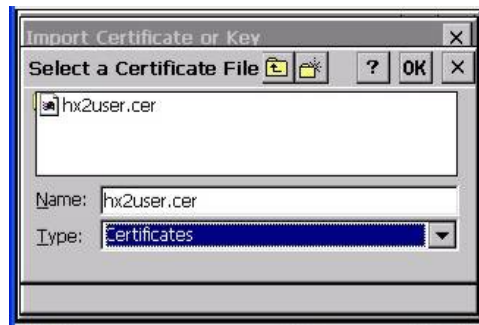 Import Certificate or Key
Select a Certificate File ? OK ×
hx2user.cer
Name: hx2user.cer
Type: Certificates